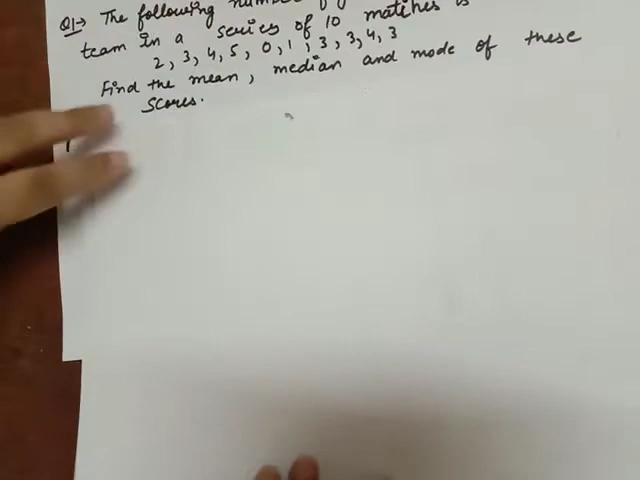 Q1→ The following
team in a series of 10 matches
2, 3, 4, 5, 0, 1, 3, 3, 4, 3
Find the mean, median and mode of these
scores.